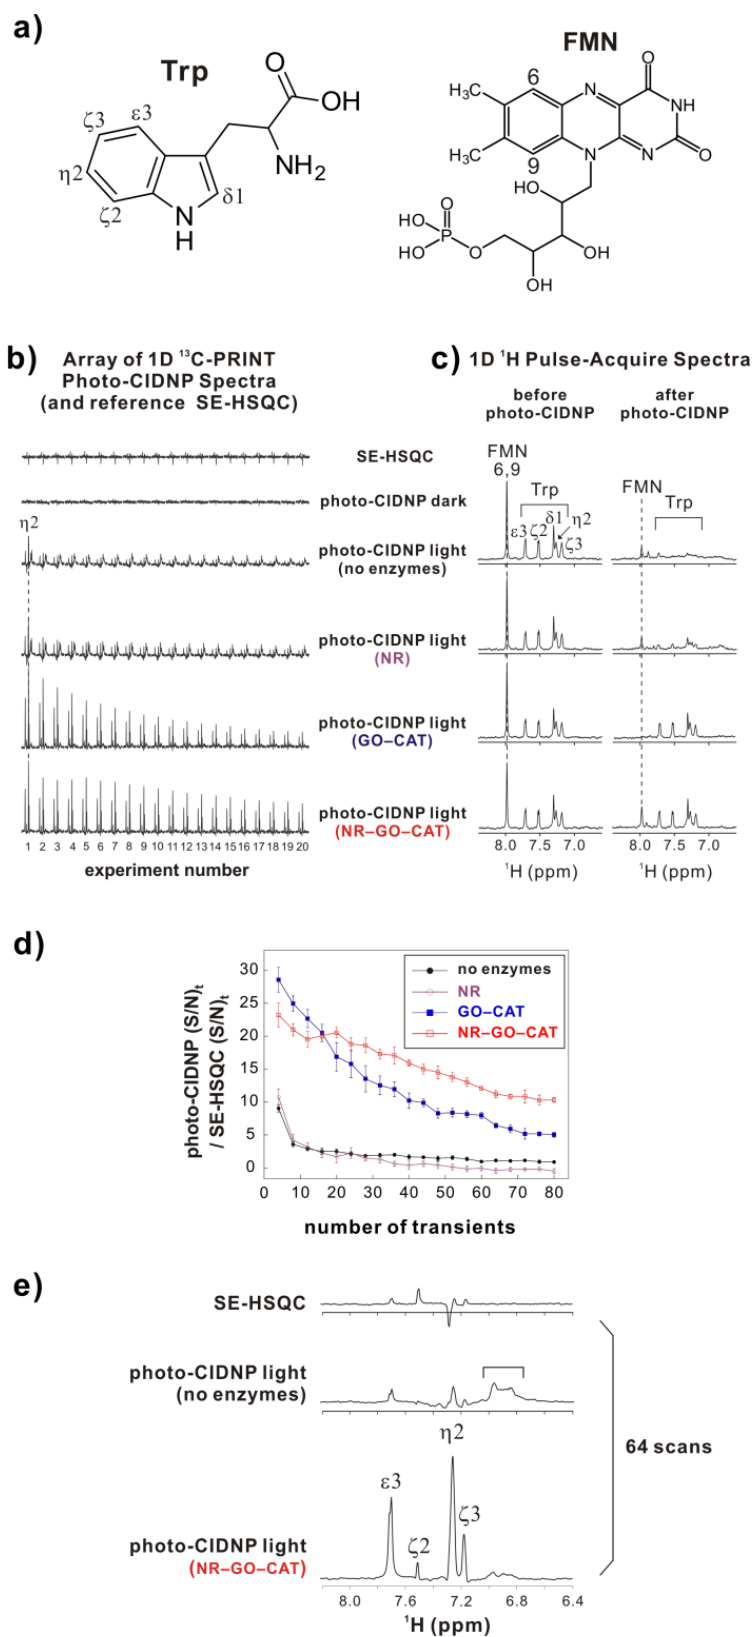 a)
Trp
O
OH
NH₂
ε3
ζ3
η2
ζ2
δ1
N
H
FMN
O
6
N
H₃C
NH
H₃C
9
N
N
O
HO
O
HO
P
HO
O
OH
OH
b) Array of 1D ¹³C-PRINT
Photo-CIDNP Spectra
(and reference SE-HSQC)
SE-HSQC
photo-CIDNP dark
η2
photo-CIDNP light
(no enzymes)
photo-CIDNP light
(NR)
photo-CIDNP light
(GO–CAT)
photo-CIDNP light
(NR–GO–CAT)
1 2 3 4 5 6 7 8 9 10 11 12 13 14 15 16 17 18 19 20
experiment number
c) 1D ¹H Pulse-Acquire Spectra
before
photo-CIDNP
after
photo-CIDNP
FMN
6,9
Trp
ε3 ζ2 δ1 η2 ζ3
FMN
Trp
8.0 7.5 7.0
¹H (ppm)
8.0 7.5 7.0
¹H (ppm)
d)
photo-CIDNP (S/N)t
/ SE-HSQC (S/N)t
30
25
20
15
10
5
0
no enzymes
NR
GO–CAT
NR–GO–CAT
0 10 20 30 40 50 60 70 80
number of transients
e)
SE-HSQC
photo-CIDNP light
(no enzymes)
η2
ε3
ζ2
ζ3
photo-CIDNP light
(NR–GO–CAT)
64 scans
8.0 7.6 7.2 6.8 6.4
¹H (ppm)